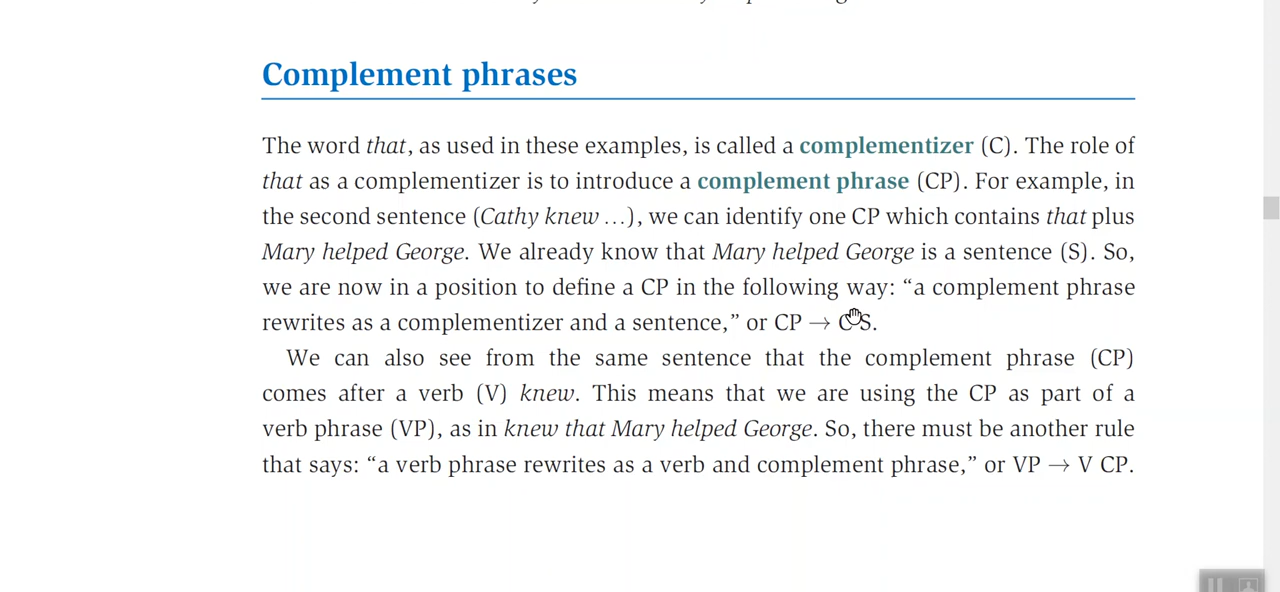 Complement phrases
The word that, as used in these examples, is called a complementizer (C). The role of
that as a complementizer is to introduce a complement phrase (CP). For example, in
the second sentence (Cathy knew …), we can identify one CP which contains that plus
Mary helped George. We already know that Mary helped George is a sentence (S). So,
we are now in a position to define a CP in the following way: “a complement phrase
rewrites as a complementizer and a sentence,” or CP → C S.
We can also see from the same sentence that the complement phrase (CP)
comes after a verb (V) knew. This means that we are using the CP as part of a
verb phrase (VP), as in knew that Mary helped George. So, there must be another rule
that says: “a verb phrase rewrites as a verb and complement phrase,” or VP → V CP.